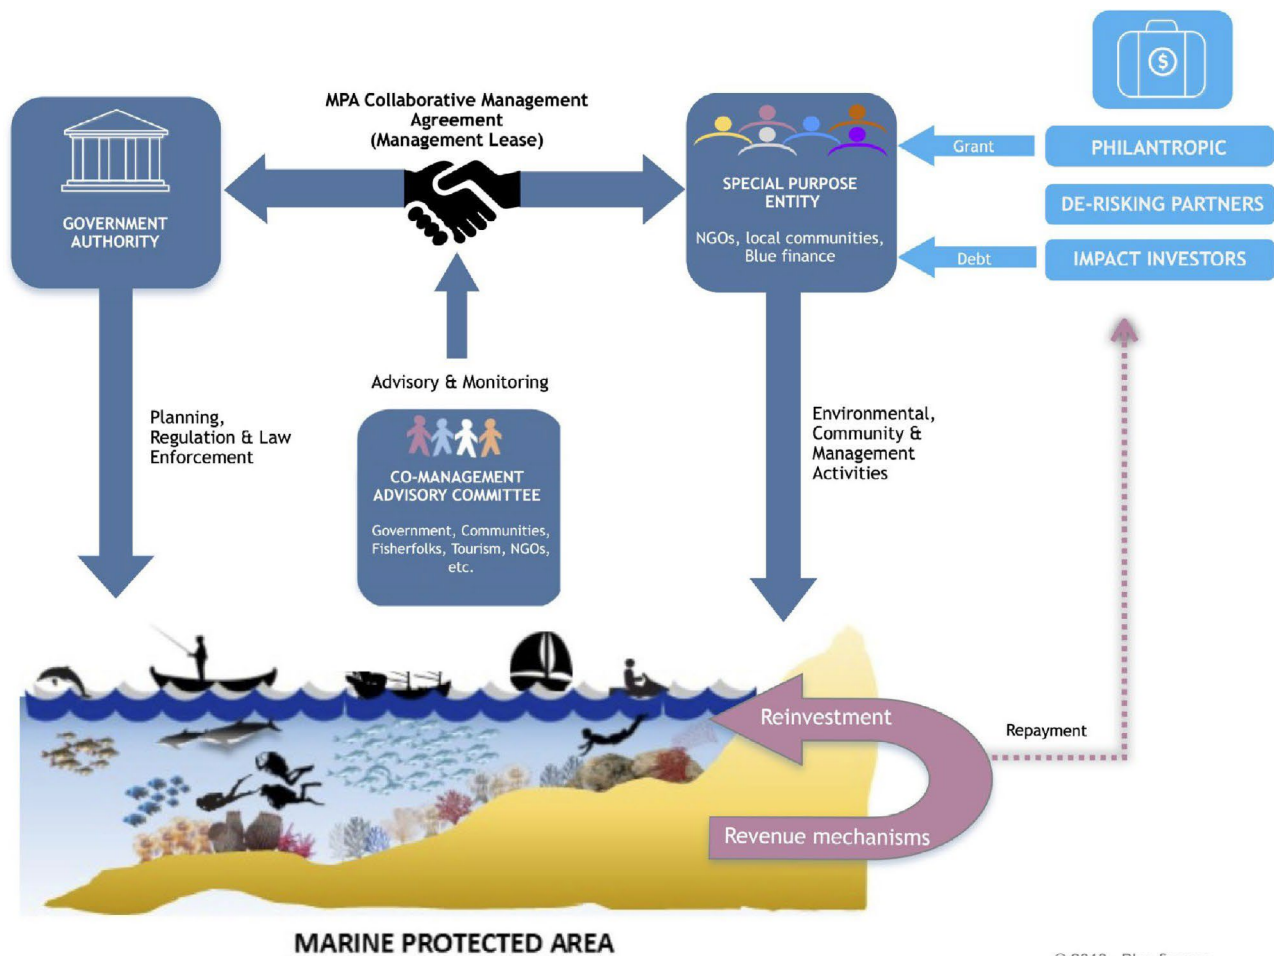 MPA Collaborative Management
Agreement
(Management Lease)
GOVERNMENT
AUTHORITY
SPECIAL PURPOSE
ENTITY
NGOs, local communities,
Blue finance
$
Grant
PHILANTROPIC
DE-RISKING PARTNERS
Debt
IMPACT INVESTORS
Advisory & Monitoring
Planning,
Regulation & Law
Enforcement
CO-MANAGEMENT
ADVISORY COMMITTEE
Government, Communities,
Fisherfolks, Tourism, NGOs,
etc.
Environmental,
Community &
Management
Activities
Reinvestment
Repayment
Revenue mechanisms
MARINE PROTECTED AREA